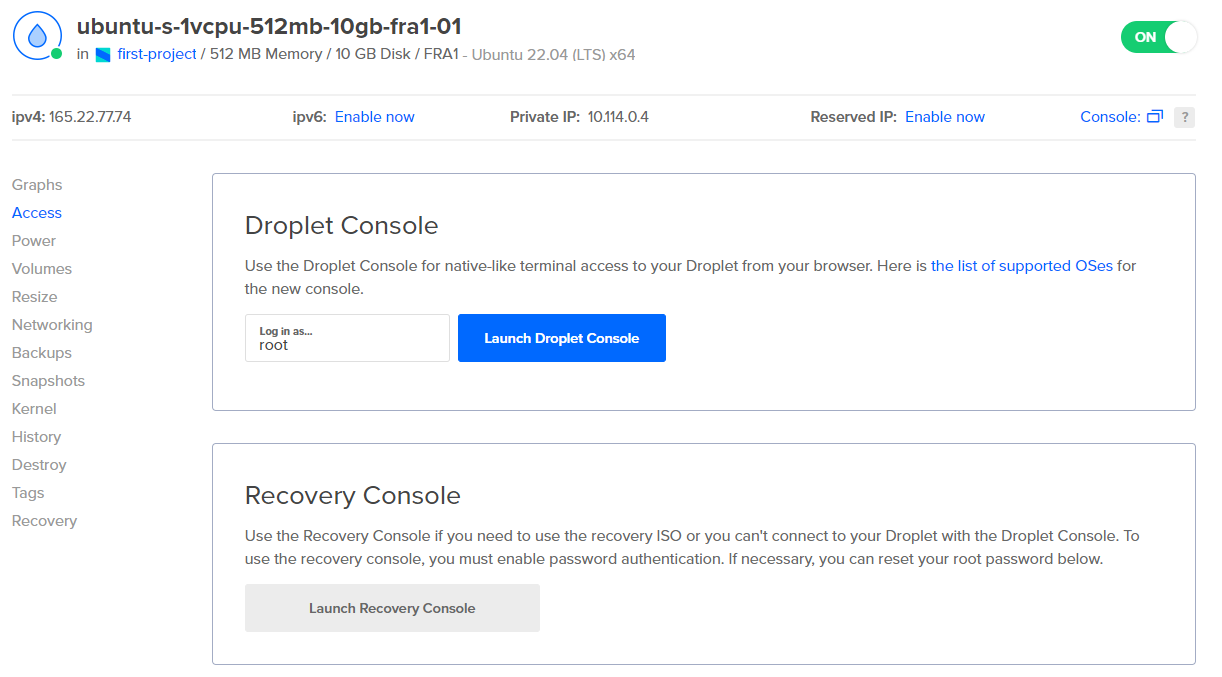 ubuntu-s-1vcpu-512mb-10gb-fra1-01
in first-project / 512 MB Memory / 10 GB Disk / FRA1 - Ubuntu 22.04 (LTS) x64
ON
ipv4: 165.22.77.74 ipv6: Enable now Private IP: 10.114.0.4 Reserved IP: Enable now Console: ?
Graphs
Access
Power
Volumes
Resize
Networking
Backups
Snapshots
Kernel
History
Destroy
Tags
Recovery
Droplet Console
Use the Droplet Console for native-like terminal access to your Droplet from your browser. Here is the list of supported OSes for
the new console.
Log in as...
root
Launch Droplet Console
Recovery Console
Use the Recovery Console if you need to use the recovery ISO or you can't connect to your Droplet with the Droplet Console. To
use the recovery console, you must enable password authentication. If necessary, you can reset your root password below.
Launch Recovery Console